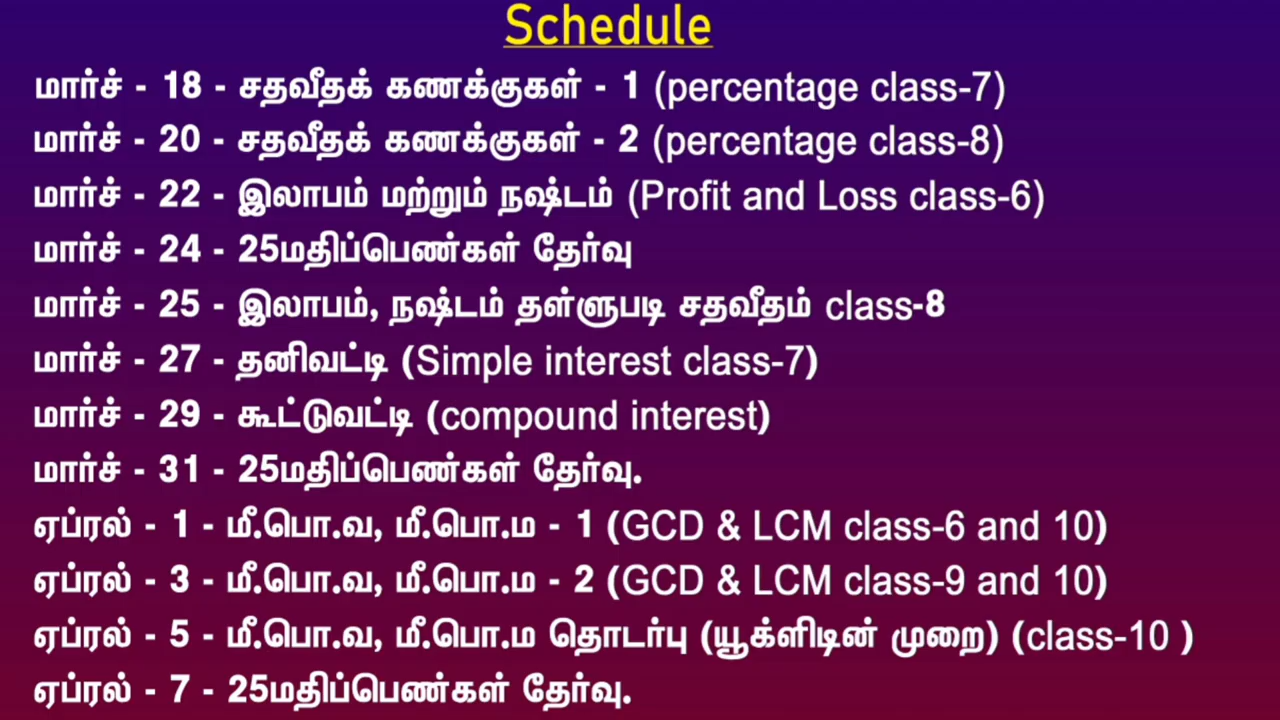 Schedule
மார்ச் - 18 - சதவீதக் கணக்குகள் - 1 (percentage class-7)
மார்ச் - 20 - சதவீதக் கணக்குகள் - 2 (percentage class-8)
மார்ச் - 22 - இலாபம் மற்றும் நஷ்டம் (Profit and Loss class-6)
மார்ச் - 24 - 25மதிப்பெண்கள் தேர்வு
மார்ச் - 25 - இலாபம், நஷ்டம் தள்ளுபடி சதவீதம் class-8
மார்ச் - 27 - தனிவட்டி (Simple interest class-7)
மார்ச் - 29 - கூட்டுவட்டி (compound interest)
மார்ச் - 31 - 25மதிப்பெண்கள் தேர்வு.
ஏப்ரல் - 1 - மீ.பொ.வ, மீ.பொ.ம - 1 (GCD & LCM class-6 and 10)
ஏப்ரல் - 3 - மீ.பொ.வ, மீ.பொ.ம - 2 (GCD & LCM class-9 and 10)
ஏப்ரல் - 5 - மீ.பொ.வ, மீ.பொ.ம தொடர்பு (யூக்ளிடின் முறை) (class-10 )
ஏப்ரல் - 7 - 25மதிப்பெண்கள் தேர்வு.